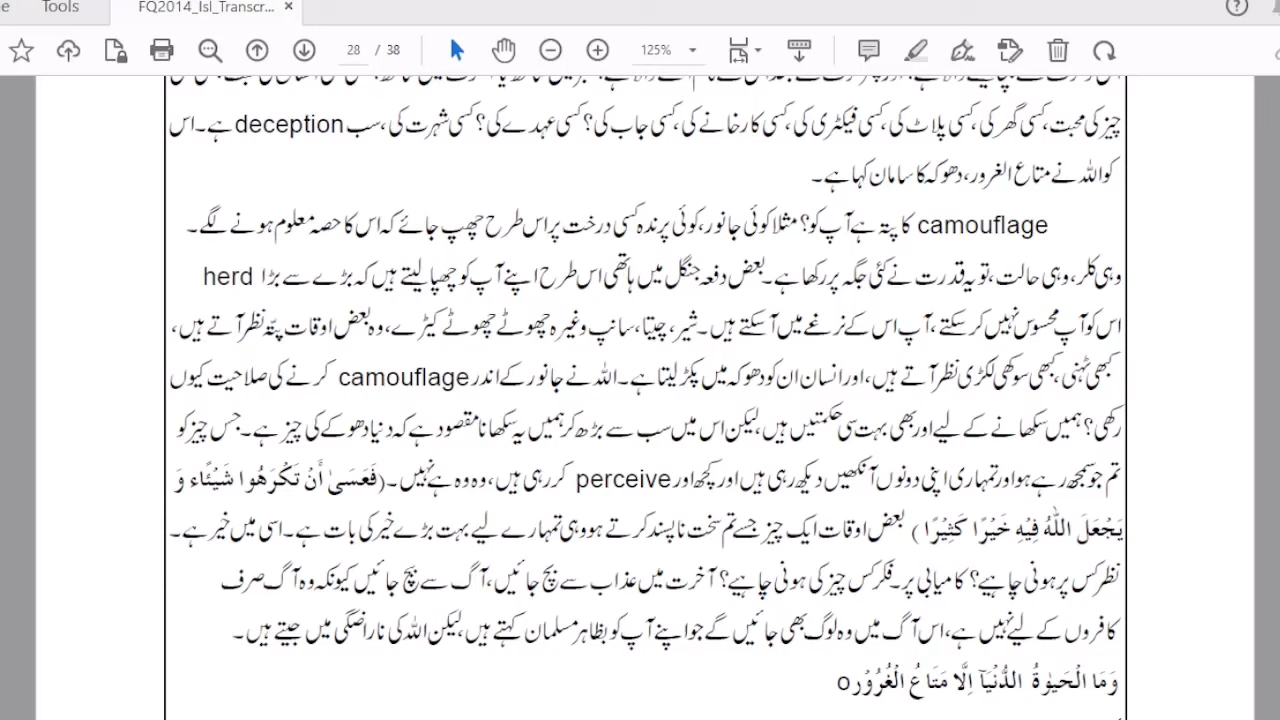 Tools
FQ2014_Isl_Transcr... ×
28 / 38
125%
چیز کی محبت، کسی گھر کی، کسی پلاٹ کی، کسی فیکٹری کی، کسی کارخانے کی، کسی جاب کی؟ کسی عہدے کی؟ کسی شہرت کی، سب deception ہے۔ اس
کو اللہ نے متاع الغرور، دھوکہ کا سامان کہا ہے۔
camouflage کا پتہ ہے آپ کو؟ مثلا کوئی جانور، کوئی پرندہ کسی درخت پر اس طرح چھپ جائے کہ اس کا حصہ معلوم ہونے لگے۔
وہی کلر، وہی حالت، تو یہ قدرت نے کئی جگہ پر رکھا ہے۔ بعض دفعہ جنگل میں ہاتھی اس طرح اپنے آپ کو چھپا لیتے ہیں کہ بڑے سے بڑا herd
اس کو آپ محسوس نہیں کر سکتے، آپ اس کے نرغے میں آ سکتے ہیں۔ شیر، چیتا، سانپ وغیرہ چھوٹے چھوٹے کیڑے، وہ بعض اوقات پتّہ نظر آتے ہیں،
کبھی ٹہنی، کبھی سوکھی لکڑی نظر آتے ہیں، اور انسان ان کو دھوکہ میں پکڑ لیتا ہے۔ اللہ نے جانور کے اندر camouflage کرنے کی صلاحیت کیوں
رکھی؟ ہمیں سکھانے کے لیے اور بھی بہت سی حکمتیں ہیں، لیکن اس میں سب سے بڑھ کر ہمیں یہ سکھانا مقصود ہے کہ دنیا دھوکے کی چیز ہے۔ جس چیز کو
تم جو سمجھ رہے ہو اور تمہاری اپنی دونوں آنکھیں دیکھ رہی ہیں اور کچھ اور perceive کر رہی ہیں، وہ وہ ہے نہیں۔ (فَعَسَىٰ أَنْ تَكْرَهُوا شَيْئًاء وَ
يَجْعَلَ اللهُ فِيْهِ خَيْرًا كَثِيْرًا) بعض اوقات ایک چیز جسے تم سخت ناپسند کرتے ہو وہی تمہارے لیے بہت بڑے خیر کی بات ہے۔ اسی میں خیر ہے۔
نظر کس پر ہونی چاہیے؟ کامیابی پر۔ فکر کس چیز کی ہونی چاہیے؟ آخرت میں عذاب سے بچ جائیں، آگ سے بچ جائیں کیونکہ وہ آگ صرف
کافروں کے لیے نہیں ہے، اس آگ میں وہ لوگ بھی جائیں گے جو اپنے آپ کو بظاہر مسلمان کہتے ہیں، لیکن اللہ کی ناراضگی میں جیتے ہیں۔
وَمَا الْحَيٰوةُ الدُّنْيَآ اِلَّا مَتَاعُ الْغُرُوْرِo